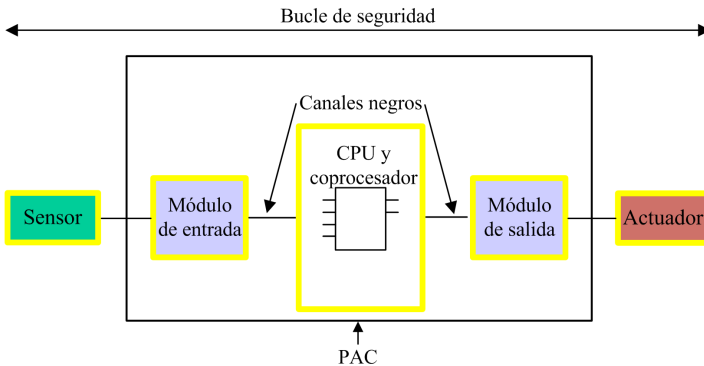 Bucle de seguridad
Canales negros
CPU y
coprocesador
Sensor
Módulo
de entrada
Módulo
de salida
Actuador
PAC